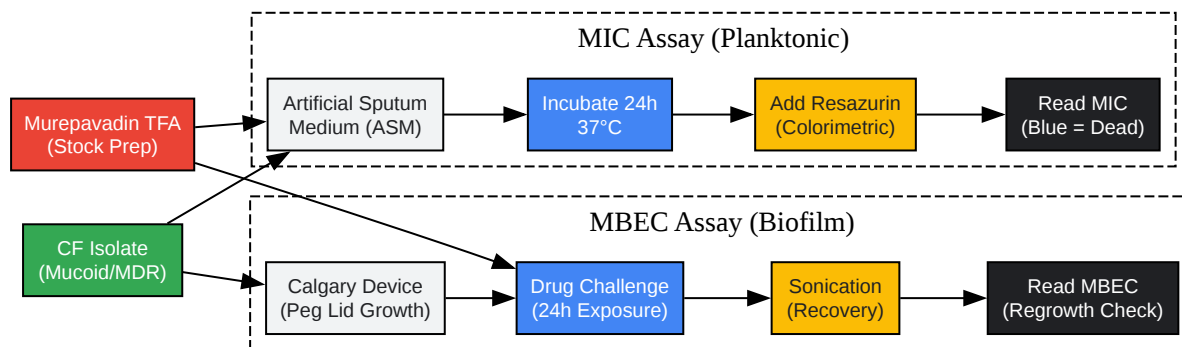 MIC Assay (Planktonic)
Murepavadin TFA
(Stock Prep)
Artificial Sputum
Medium (ASM)
Incubate 24h
37°C
Add Resazurin
(Colorimetric)
Read MIC
(Blue = Dead)
CF Isolate
(Mucoid/MDR)
MBEC Assay (Biofilm)
Calgary Device
(Peg Lid Growth)
Drug Challenge
(24h Exposure)
Sonication
(Recovery)
Read MBEC
(Regrowth Check)